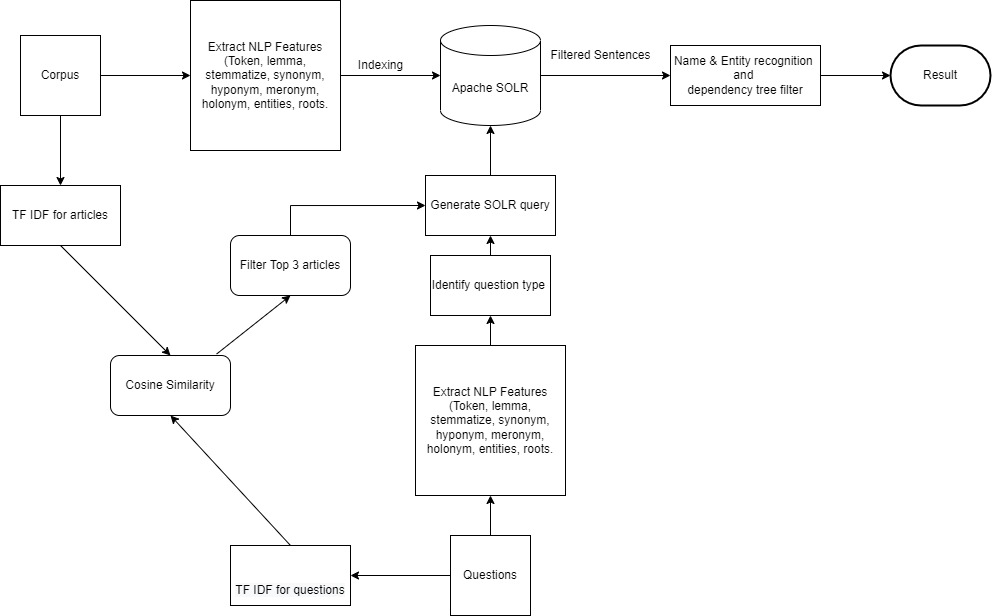 Extract NLP Features
(Token, lemma,
stemmatize, synonym,
hyponym, meronym,
holonym, entities, roots.
Corpus
Indexing
Apache SOLR
Filtered Sentences
Name & Entity recognition
and
dependency tree filter
Result
TF IDF for articles
Generate SOLR query
Filter Top 3 articles
Identify question type
Cosine Similarity
Extract NLP Features
(Token, lemma,
stemmatize, synonym,
hyponym, meronym,
holonym, entities, roots.
TF IDF for questions
Questions